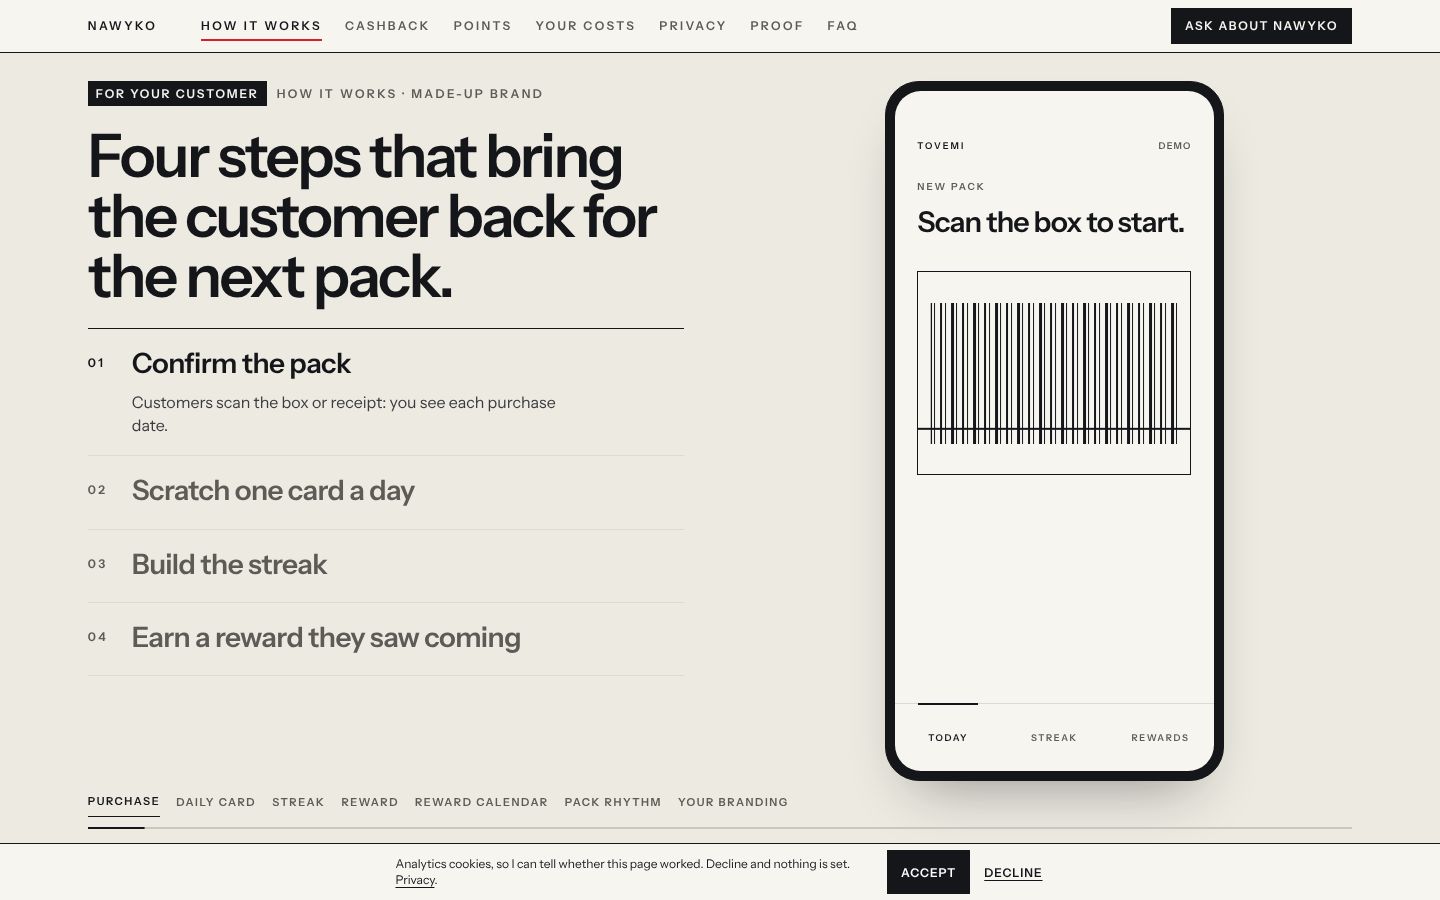 NAWYKO
HOW IT WORKS
CASHBACK
POINTS
YOUR COSTS
PRIVACY
PROOF
FAQ
ASK ABOUT NAWYKO
FOR YOUR CUSTOMER
HOW IT WORKS · MADE-UP BRAND
Four steps that bring
the customer back for
the next pack.
01
Confirm the pack
Customers scan the box or receipt: you see each purchase
date.
02
Scratch one card a day
03
Build the streak
04
Earn a reward they saw coming
TOVEMI
DEMO
NEW PACK
Scan the box to start.
TODAY
STREAK
REWARDS
PURCHASE
DAILY CARD
STREAK
REWARD
REWARD CALENDAR
PACK RHYTHM
YOUR BRANDING
Analytics cookies, so I can tell whether this page worked. Decline and nothing is set.
Privacy.
ACCEPT
DECLINE